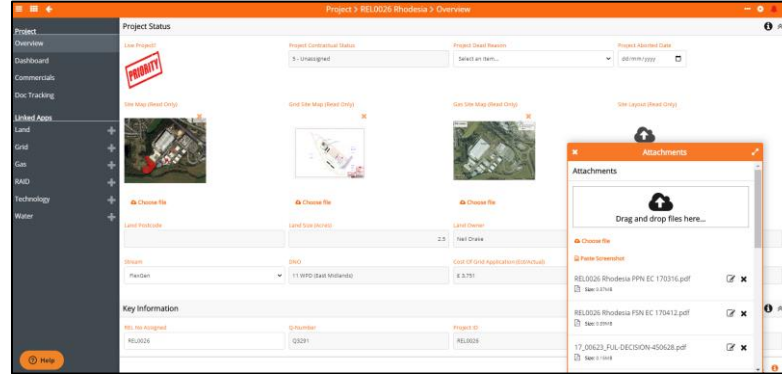 Project > REL0026 Rhodesia > Overview
Project
Overview
Dashboard
Commercials
Doc Tracking
Linked Apps
Land
Grid
Gas
RAID
Technology
Water
Help
Project Status
Live Project?
Project Contractual Status
Project Dead Reason
Project Aborted Date
PRIORITY
5 - Unassigned
Select an item...
dd/mm/yyyy
Site Map (Read Only)
Grid Site Map (Read Only)
Gas Site Map (Read Only)
Site Layout (Read Only)
Choose file
Choose file
Choose file
Land Postcode
Land Size (Acres)
Land Owner
2.5
Neil Drake
Stream
DNO
Cost Of Grid Application (Est/Actual)
FlexGen
11 WPD (East Midlands)
£ 3,751
Key Information
REL No Assigned
Q Number
Project ID
REL0026
Q3291
REL0026
Attachments
Attachments
Drag and drop files here...
Choose file
Paste Screenshot
REL0026 Rhodesia PPN EC 170316.pdf
REL0026 Rhodesia FSN EC 170412.pdf
17_00623_FUL-DECISION-450628.pdf